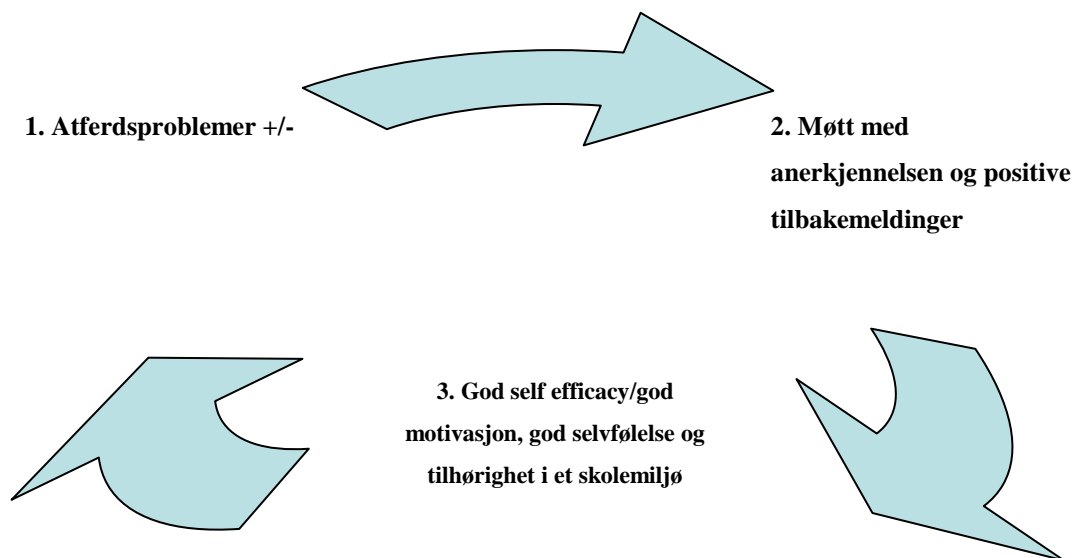 1. Atferdsproblemer +/-
2. Møtt med
anerkjennelsen og positive
tilbakemeldinger
3. God self efficacy/god
motivasjon, god selvfølelse og
tilhørighet i et skolemiljø